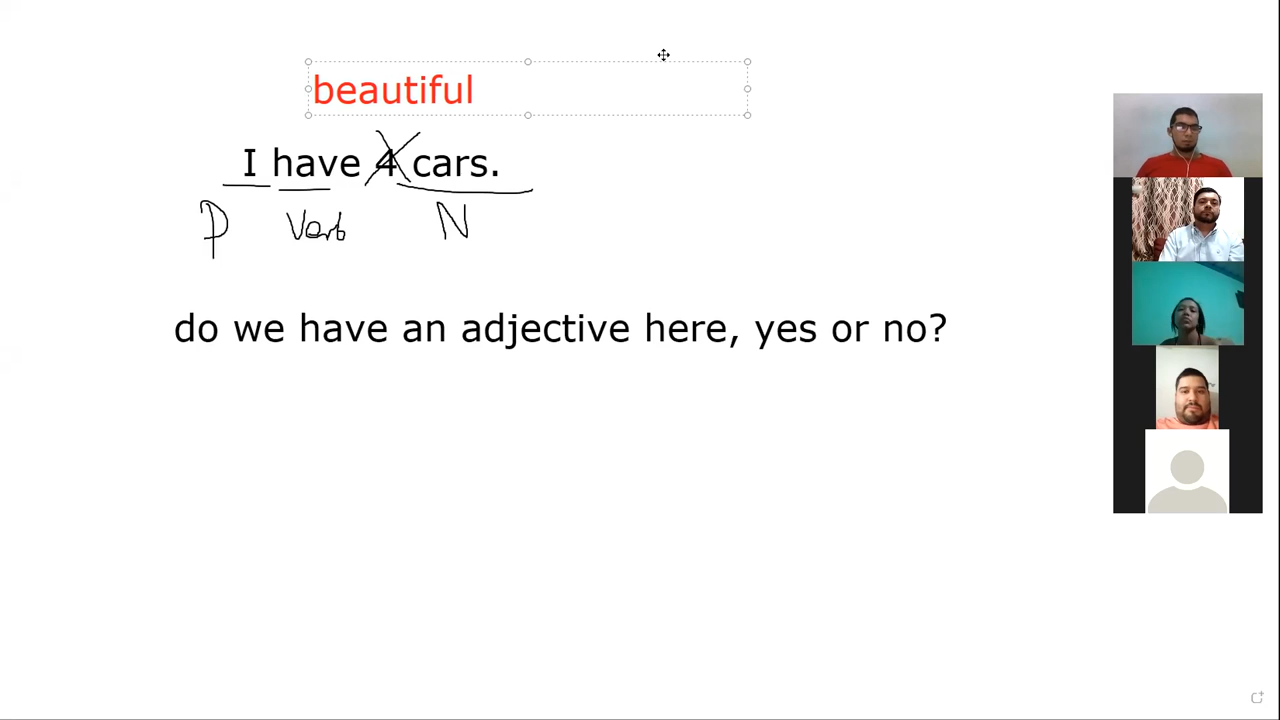 beautiful
I have 4 cars.
P Verb N
do we have an adjective here, yes or no?